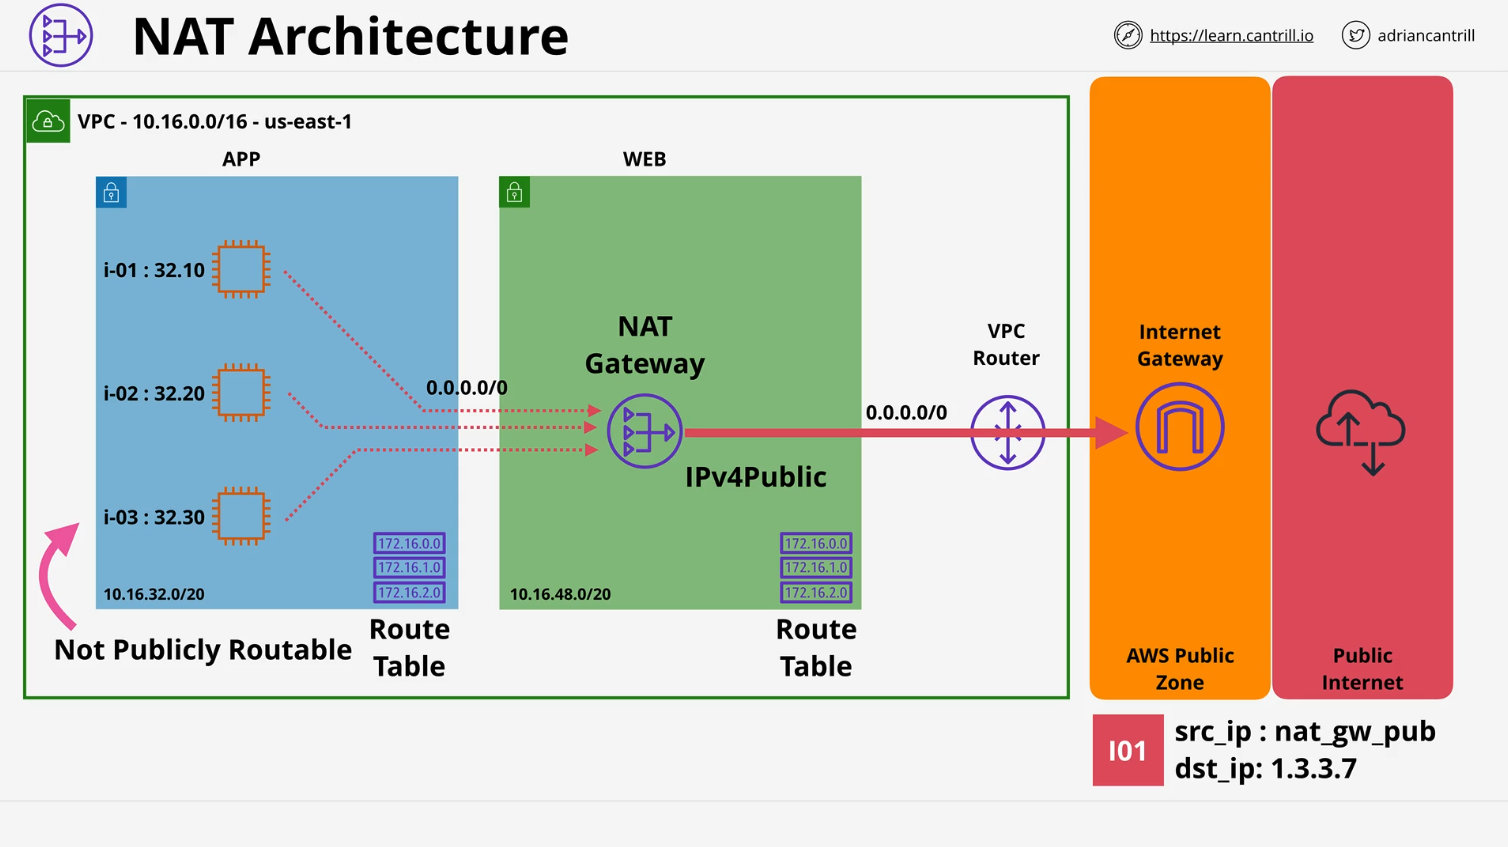 NAT Architecture
https://learn.cantrill.io
adriancantrill
VPC - 10.16.0.0/16 - us-east-1
APP
WEB
i-01 : 32.10
i-02 : 32.20
i-03 : 32.30
0.0.0.0/0
NAT
Gateway
IPv4Public
0.0.0.0/0
VPC
Router
Internet
Gateway
172.16.0.0
172.16.1.0
172.16.2.0
10.16.32.0/20
10.16.48.0/20
172.16.0.0
172.16.1.0
172.16.2.0
Not Publicly Routable
Route
Table
Route
Table
AWS Public
Zone
Public
Internet
I01
src_ip : nat_gw_pub
dst_ip: 1.3.3.7